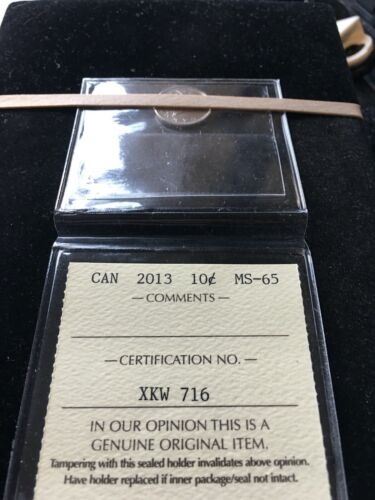 CAN 2013 10¢ MS-65
— COMMENTS —
— CERTIFICATION NO. —
XKW 716
IN OUR OPINION THIS IS A
GENUINE ORIGINAL ITEM.
Tampering with this sealed holder invalidates above opinion.
Have holder replaced if inner package/seal not intact.